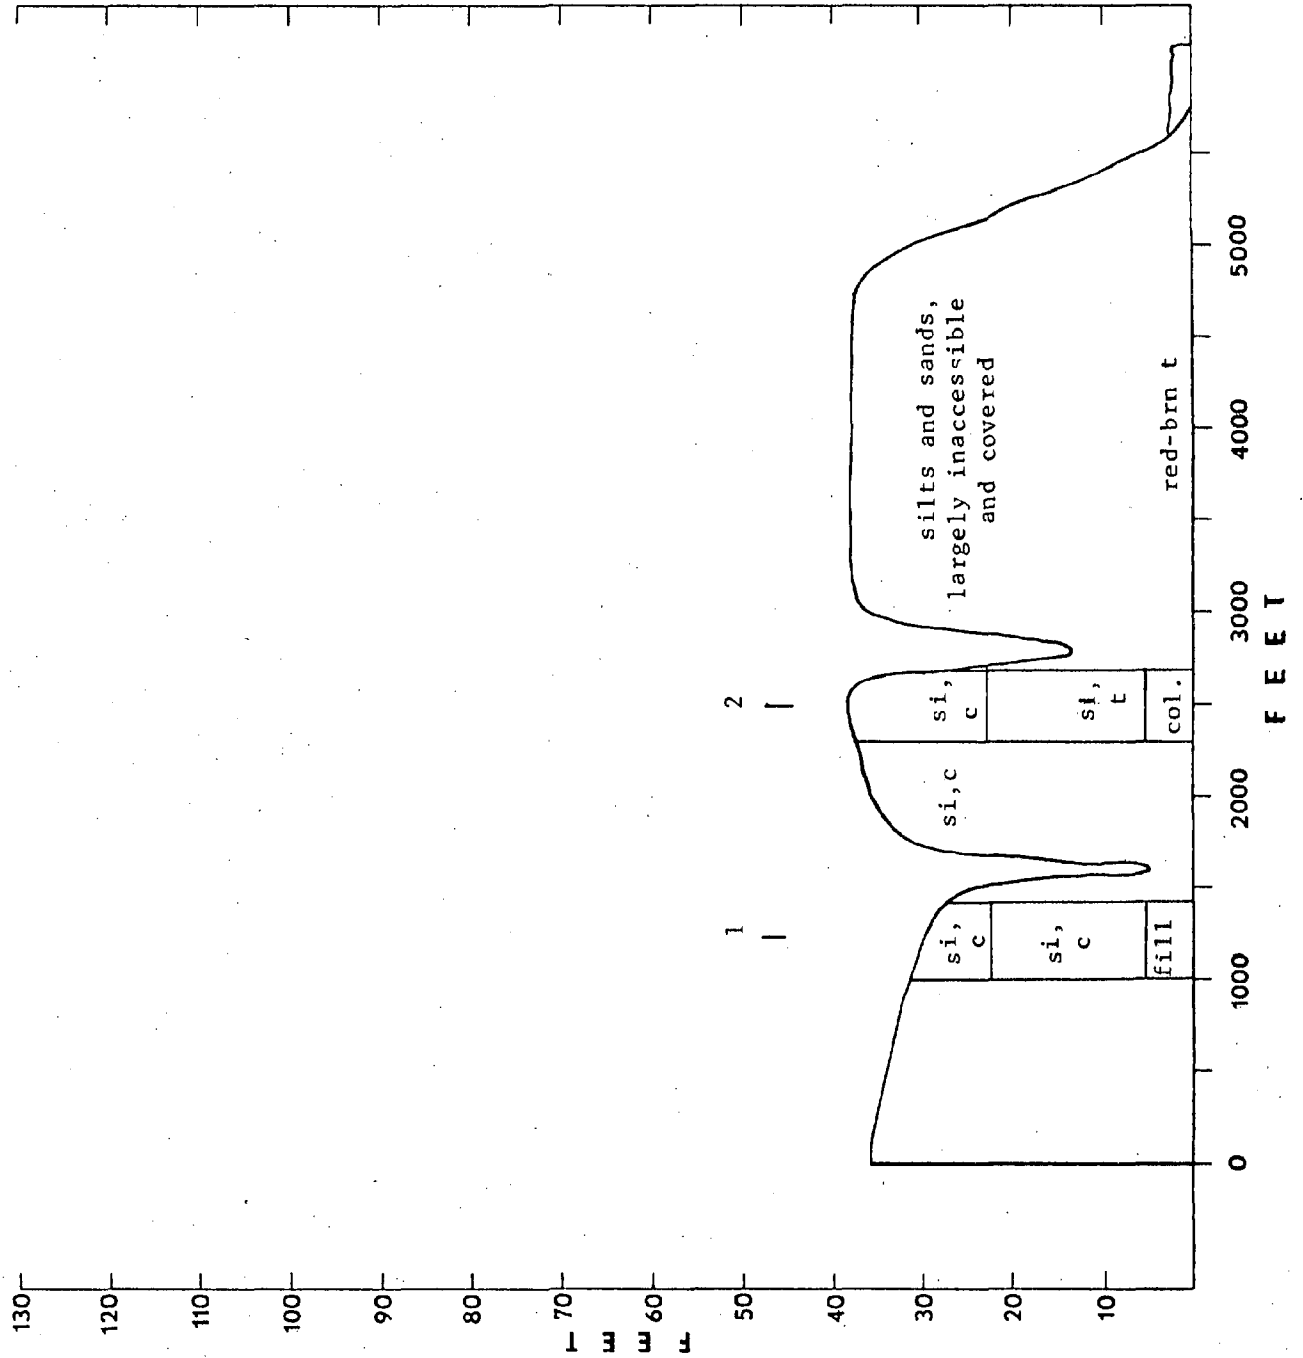 130
120
110
100
90
80
70
60
50
40
30
20
10
FEET
1
2
si,
c
si,
c
fill
si,c
si,
c
si,
t
col.
silts and sands,
largely inaccessible
and covered
red-brn t
0
1000
2000
3000
4000
5000
FEET